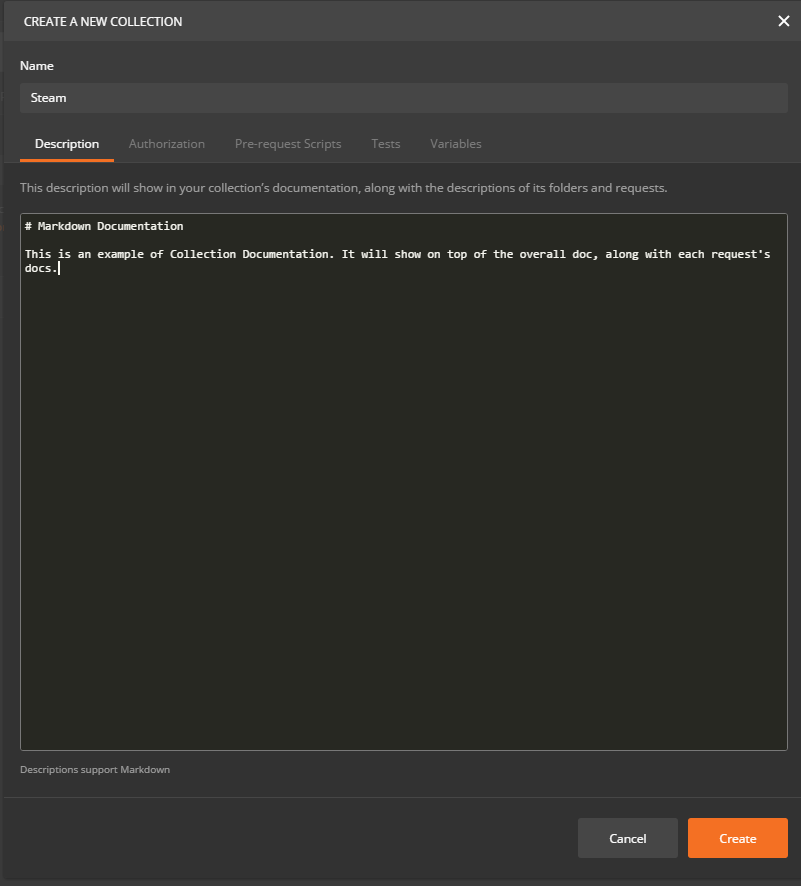 CREATE A NEW COLLECTION
Name
Steam
Description Authorization Pre-request Scripts Tests Variables
This description will show in your collection's documentation, along with the descriptions of its folders and requests.
# Markdown Documentation
This is an example of Collection Documentation. It will show on top of the overall doc, along with each request's
docs.
Descriptions support Markdown
Cancel Create